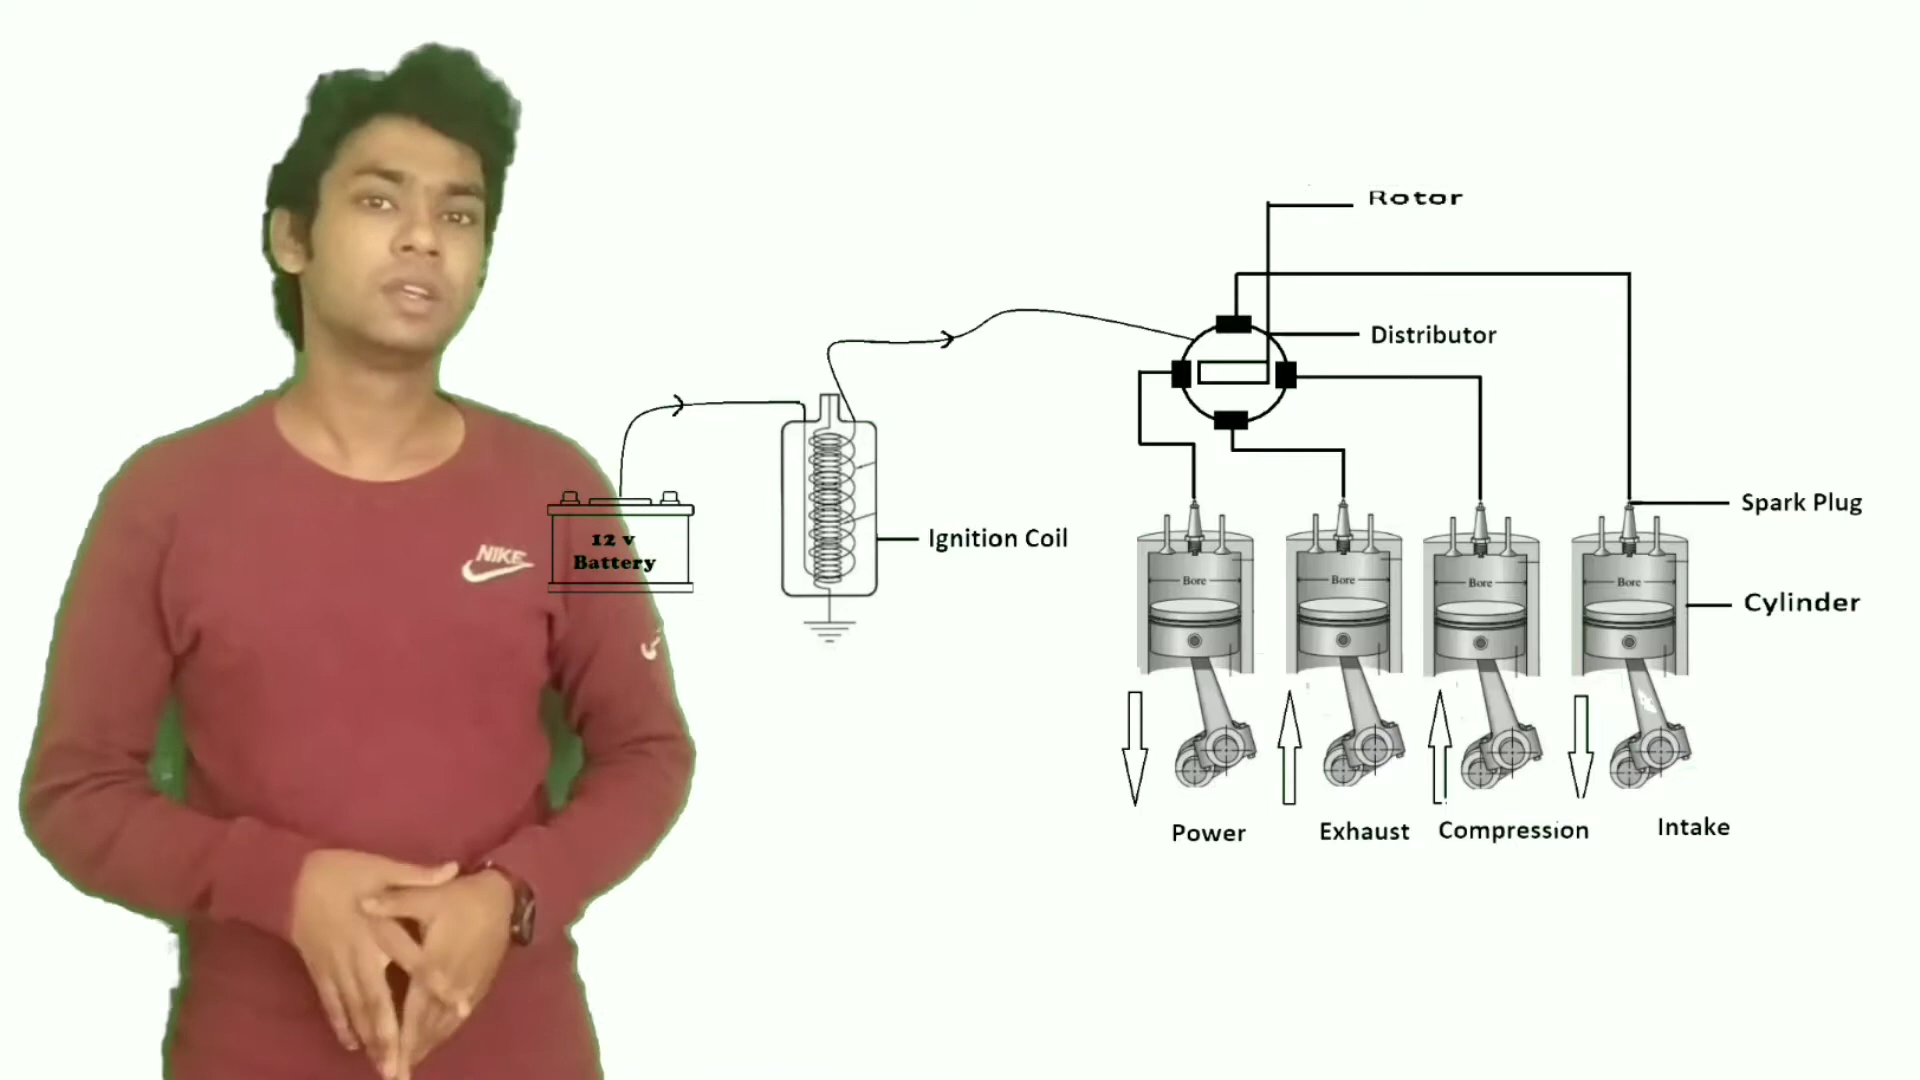 Rotor
Distributor
12 v
Battery
NIKE
Ignition Coil
Spark Plug
Bore
Bore
Bore
Bore
Cylinder
Power
Exhaust
Compression
Intake